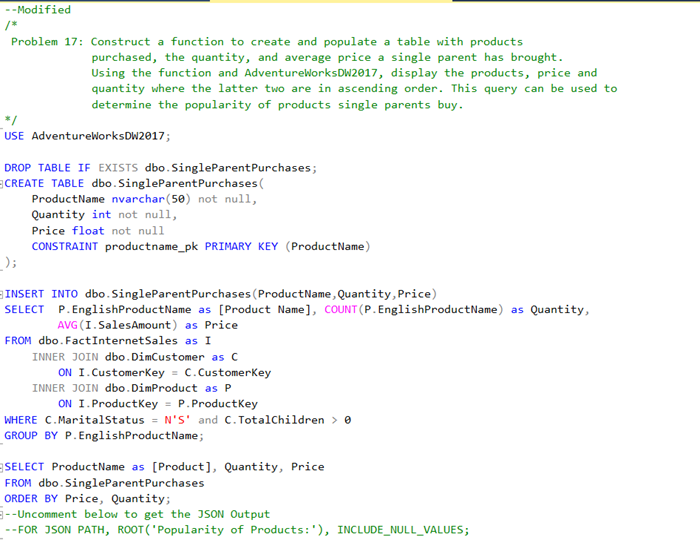 --Modified
/*
Problem 17: Construct a function to create and populate a table with products
purchased, the quantity, and average price a single parent has brought.
Using the function and AdventureWorksDW2017, display the products, price and
quantity where the latter two are in ascending order. This query can be used to
determine the popularity of products single parents buy.
*/
USE AdventureWorksDW2017;
DROP TABLE IF EXISTS dbo.SingleParentPurchases;
CREATE TABLE dbo.SingleParentPurchases(
ProductName nvarchar(50) not null,
Quantity int not null,
Price float not null
CONSTRAINT productname_pk PRIMARY KEY (ProductName)
);
INSERT INTO dbo.SingleParentPurchases(ProductName,Quantity,Price)
SELECT P.EnglishProductName as [Product Name], COUNT(P.EnglishProductName) as Quantity,
AVG(I.SalesAmount) as Price
FROM dbo.FactInternetSales as I
INNER JOIN dbo.DimCustomer as C
ON I.CustomerKey = C.CustomerKey
INNER JOIN dbo.DimProduct as P
ON I.ProductKey = P.ProductKey
WHERE C.MaritalStatus = N'S' and C.TotalChildren > 0
GROUP BY P.EnglishProductName;
SELECT ProductName as [Product], Quantity, Price
FROM dbo.SingleParentPurchases
ORDER BY Price, Quantity;
--Uncomment below to get the JSON Output
--FOR JSON PATH, ROOT('Popularity of Products:'), INCLUDE_NULL_VALUES;